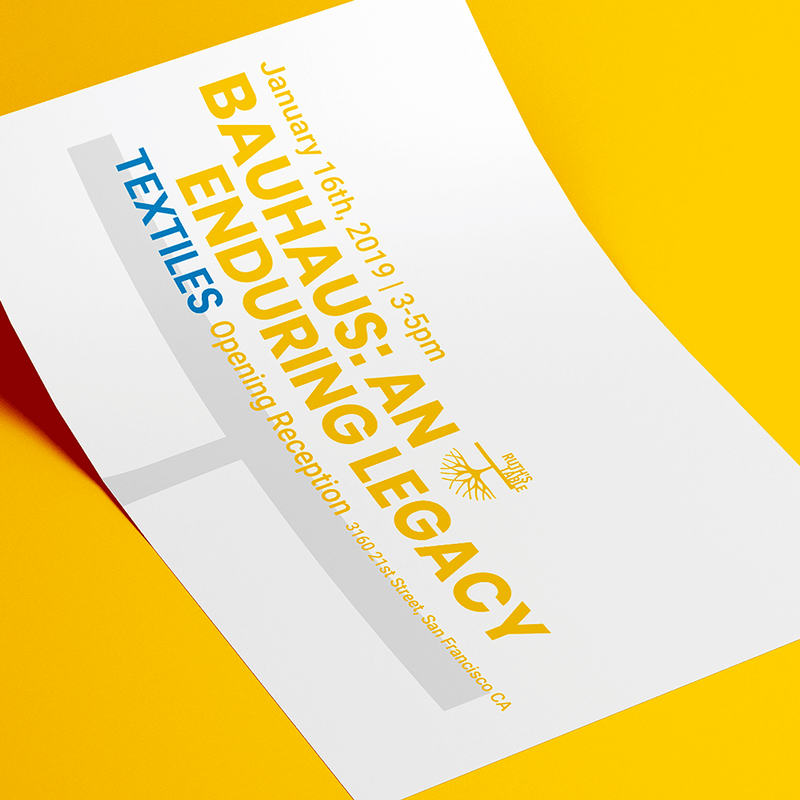 January 16th, 2019 | 3-5pm
BAUHAUS: AN
ENDURING LEGACY
TEXTILES Opening Reception
3160 21st Street, San Francisco CA
RUTH'S
TABLE